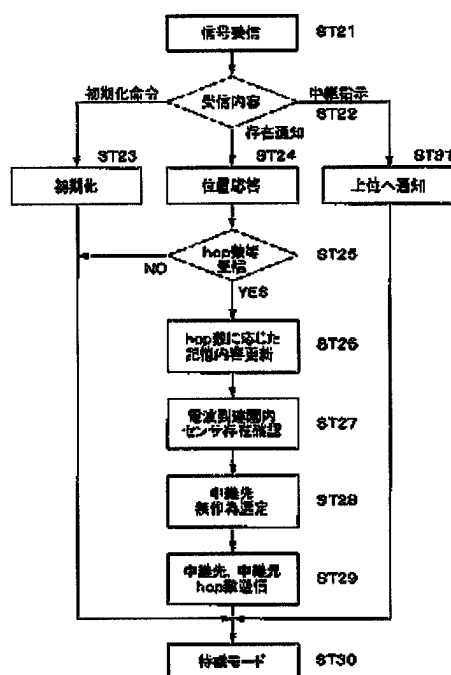 信号受信 ST21
初期化命令
受信内容
中継指示
ST22
存在通知
ST23
初期化
ST24
位置応答
ST31
上位へ通知
hop数等
受信
ST25
NO
YES
hop数に応じた
記憶内容更新
ST26
電波到達圏内
センサ存在確認
ST27
中継先
無作為選定
ST28
中継先、中継元
hop数送信
ST29
待機モード ST30